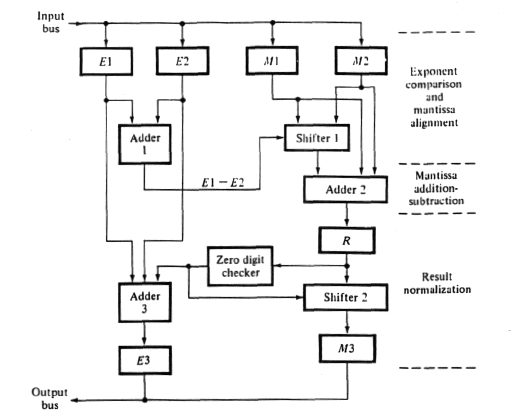 Input
bus
E1
E2
M1
M2
Exponent
comparison
and
mantissa
alignment
Adder
1
Shifter 1
E1 − E2
Adder 2
Mantissa
addition-
subtraction
R
Zero digit
checker
Result
normalization
Adder
3
Shifter 2
E3
M3
Output
bus